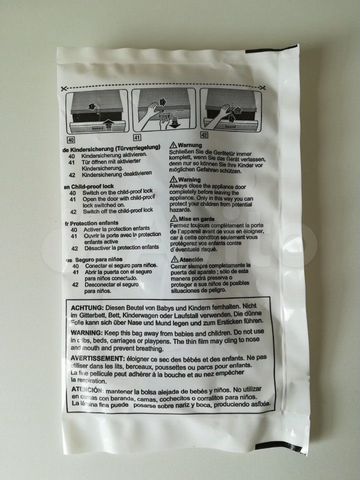 40
41
42
de Kindersicherung (Türverriegelung)
40 Kindersicherung aktivieren.
41 Tür öffnen mit aktivierter
Kindersicherung.
42 Kindersicherung deaktivieren
en Child-proof lock
40 Switch on the child-proof lock
41 Open the door with child-proof
lock switched on.
42 Switch off the child-proof lock
fr Protection enfants
40 Activer la protection enfants
41 Ouvrir la porte avec protection
enfants active
42 Désactiver la protection enfants
es Seguro para niños
40 Conectar el seguro para niños.
41 Abrir la puerta con el seguro
para niños conectado.
42 Desconectar el seguro para
niños.
Warnung
Schließen Sie die Gerätetür immer
komplett, wenn Sie das Gerät verlassen,
denn nur so können Sie ihre Kinder vor
möglichen Gefahren schützen.
Warning
Always close the appliance door
completely before leaving the
appliance. Only in this way can you
protect your children from potential
hazards.
Mise en garde
Fermez toujours complètement la porte
de l'appareil avant de vous en éloigner
car à cette condition seulement vous
protégerez vos enfants contre
d'éventuels dangers.
Atención
Cerrar siempre completamente la
puerta del aparato ; sólo de esta
manera podrá preservar a
proteger a sus niños de posibles
situaciones de peligro.
ACHTUNG: Diesen Beutel von Babys und Kindern fernhalten. Nicht
im Gitterbett, Bett, Kinderwagen oder Laufstall verwenden. Die dünne
Folie kann sich über Nase und Mund legen und zum Ersticken führen.
WARNING: Keep this bag away from babies and children. Do not use
in cribs, beds, carriages or playpens. The thin film may cling to nose
and mouth and prevent breathing.
AVERTISSEMENT: éloigner ce sec des bébés et des enfants. Ne pas
utiliser dans les lits, berceaux, poussettes ou parcs pour enfants.
La fine pellicule peut adhérer à la bouche et au nez et empêcher
la respiration.
ATENCIÓN: mantener la bolsa alejada de bebés y niños. No utilizar
en camas con baranda, camas, cochecitos o corralitos para niños.
La lámina fina puede posarse sobre nariz y boca, produciendo asfixia.